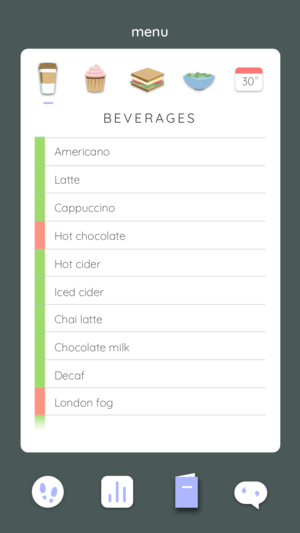 menu
30
BEVERAGES
Americano
Latte
Cappuccino
Hot chocolate
Hot cider
Iced cider
Chai latte
Chocolate milk
Decaf
London fog